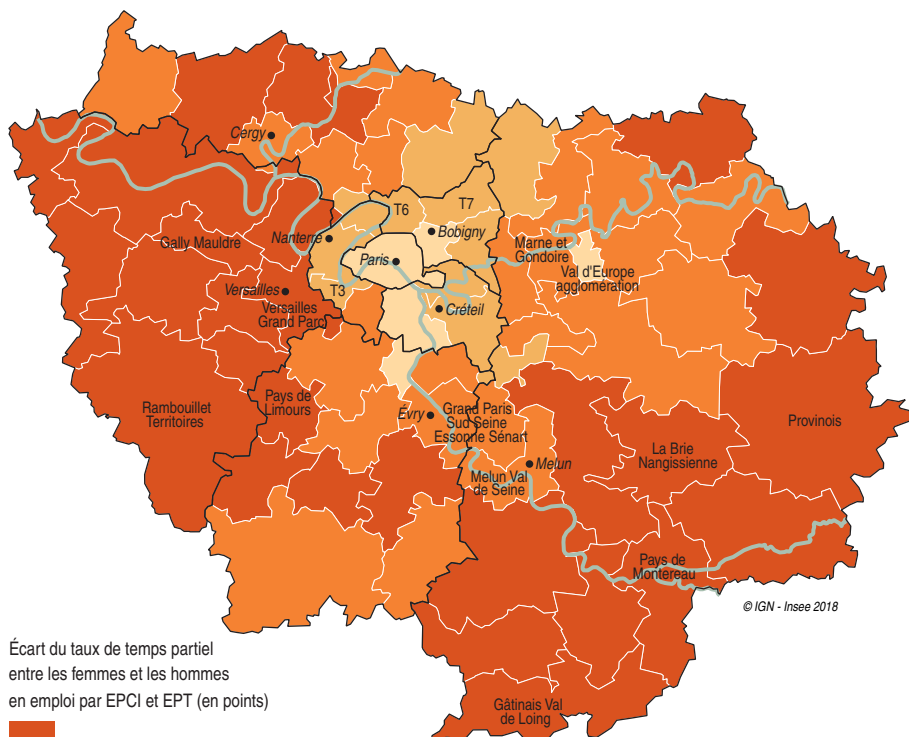 Cergy
T6
T7
Gally Mauldre
Nanterre
Bobigny
Paris
Marne et
Gondoire
Val d'Europe
agglomération
Versailles
T3
Versailles
Grand Parc
Créteil
Pays de
Limours
Rambouillet
Territoires
Évry
Grand Paris
Sud Seine
Essonne Sénart
Provinois
La Brie
Nangissienne
Melun
Melun Val
de Seine
Pays de
Montereau
© IGN - Insee 2018
Écart du taux de temps partiel
entre les femmes et les hommes
en emploi par EPCI et EPT (en points)
Gâtinais Val
de Loing